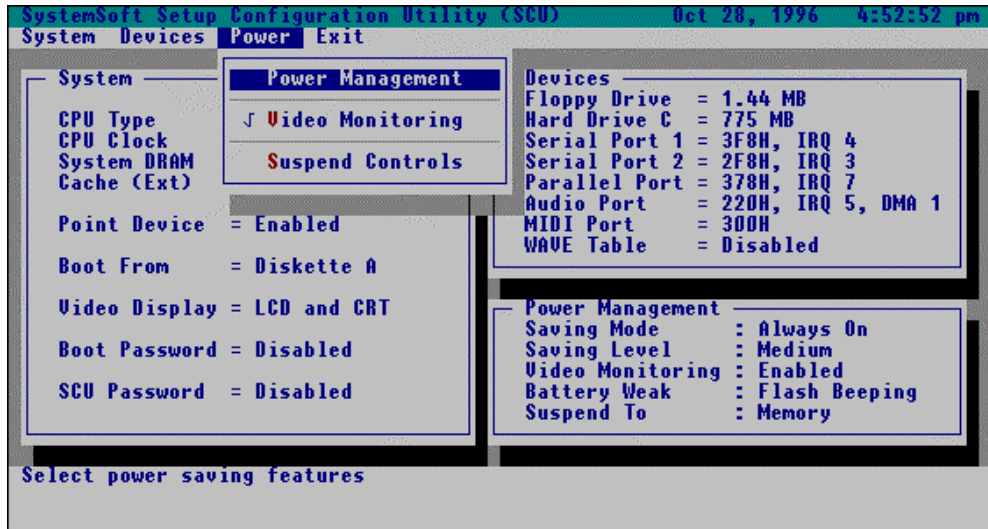 SystemSoft Setup Configuration Utility (SCU) Oct 28, 1996 4:52:52 pm
System Devices Power Exit
Power Management
√ Video Monitoring
Suspend Controls
System
CPU Type
CPU Clock
System DRAM
Cache (Ext)
Point Device = Enabled
Boot From = Diskette A
Video Display = LCD and CRT
Boot Password = Disabled
SCU Password = Disabled
Devices
Floppy Drive = 1.44 MB
Hard Drive C = 775 MB
Serial Port 1 = 3F8H, IRQ 4
Serial Port 2 = 2F8H, IRQ 3
Parallel Port = 378H, IRQ 7
Audio Port = 220H, IRQ 5, DMA 1
MIDI Port = 300H
WAVE Table = Disabled
Power Management
Saving Mode : Always On
Saving Level : Medium
Video Monitoring : Enabled
Battery Weak : Flash Beeping
Suspend To : Memory
Select power saving features